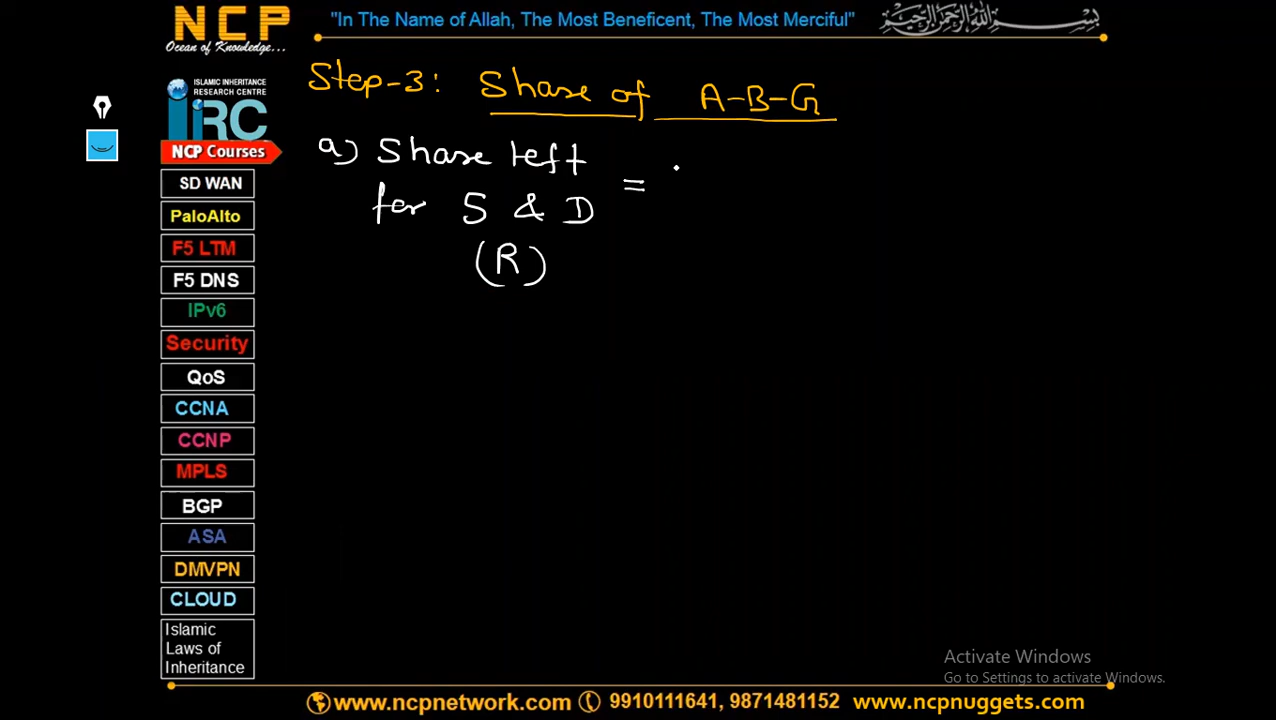 NCP
Ocean of Knowledge...
"In The Name of Allah, The Most Beneficent, The Most Merciful"
بسم الله الرحمن الرحيم
ISLAMIC INHERITANCE
RESEARCH CENTRE
IiRC
NCP Courses
SD WAN
PaloAlto
F5 LTM
F5 DNS
IPv6
Security
QoS
CCNA
CCNP
MPLS
BGP
ASA
DMVPN
CLOUD
Islamic
Laws of
Inheritance
Step-3: Share of A-B-G
a) Share left
for S & D =
(R)
Activate Windows
Go to Settings to activate Windows.
www.ncpnetwork.com 9910111641, 9871481152 www.ncpnuggets.com